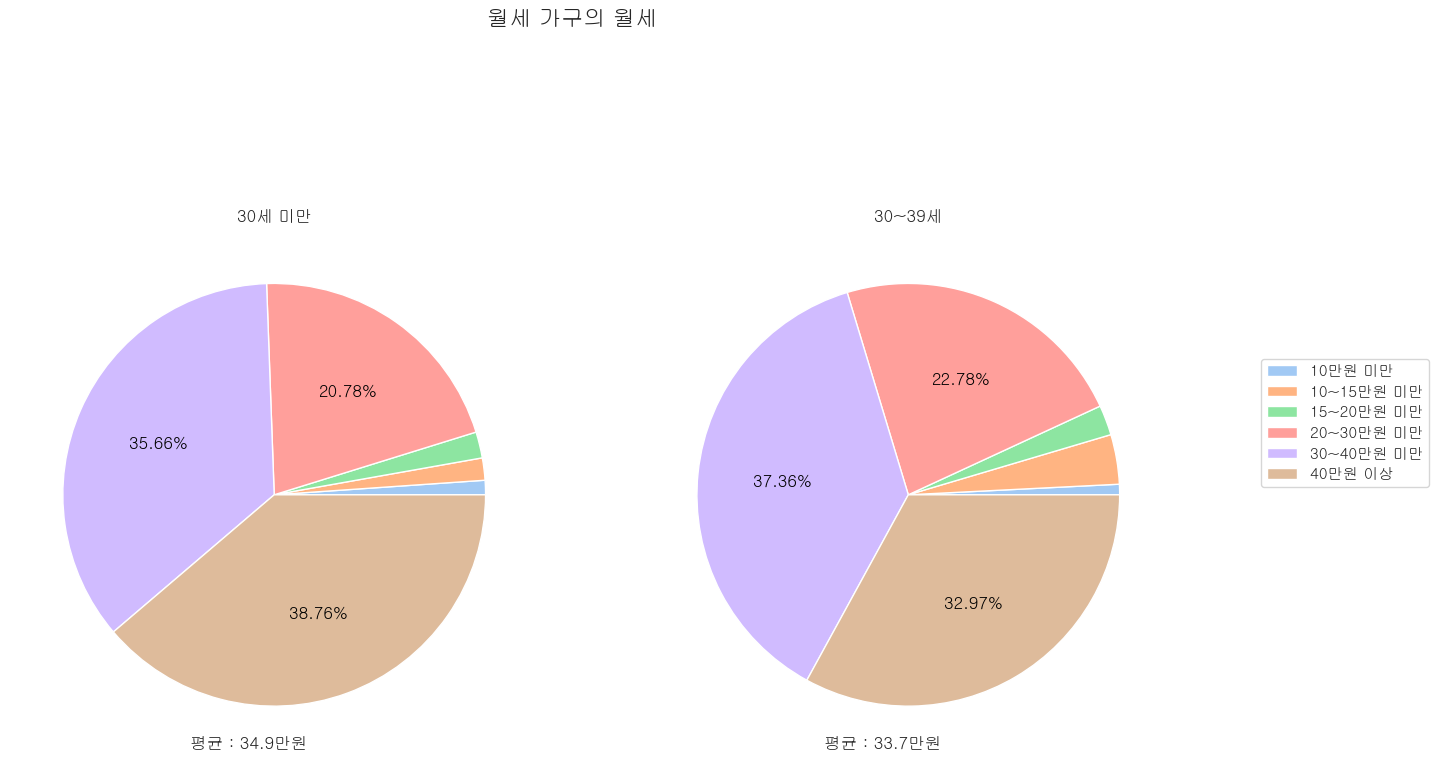 월세 가구의 월세
30세 미만
20.78%
35.66%
38.76%
평균 : 34.9만원
30~39세
22.78%
37.36%
32.97%
평균 : 33.7만원
10만원 미만
10~15만원 미만
15~20만원 미만
20~30만원 미만
30~40만원 미만
40만원 이상